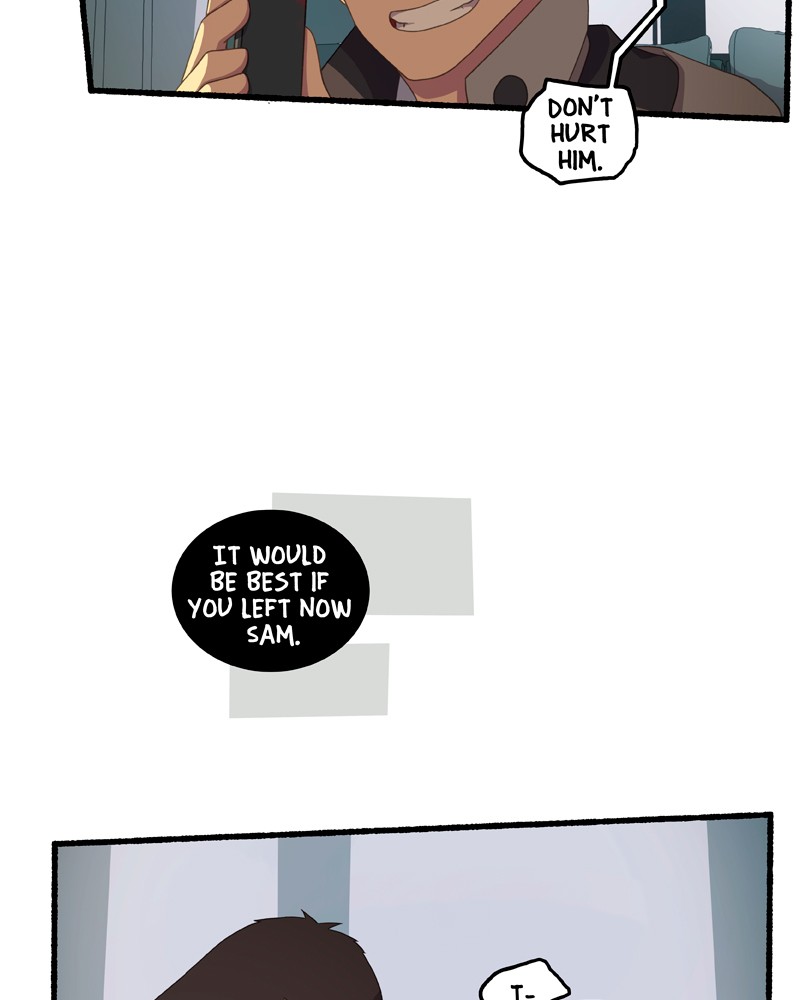 DON'T
HURT
HIM.
IT WOULD
BE BEST IF
YOU LEFT NOW
SAM.
I-